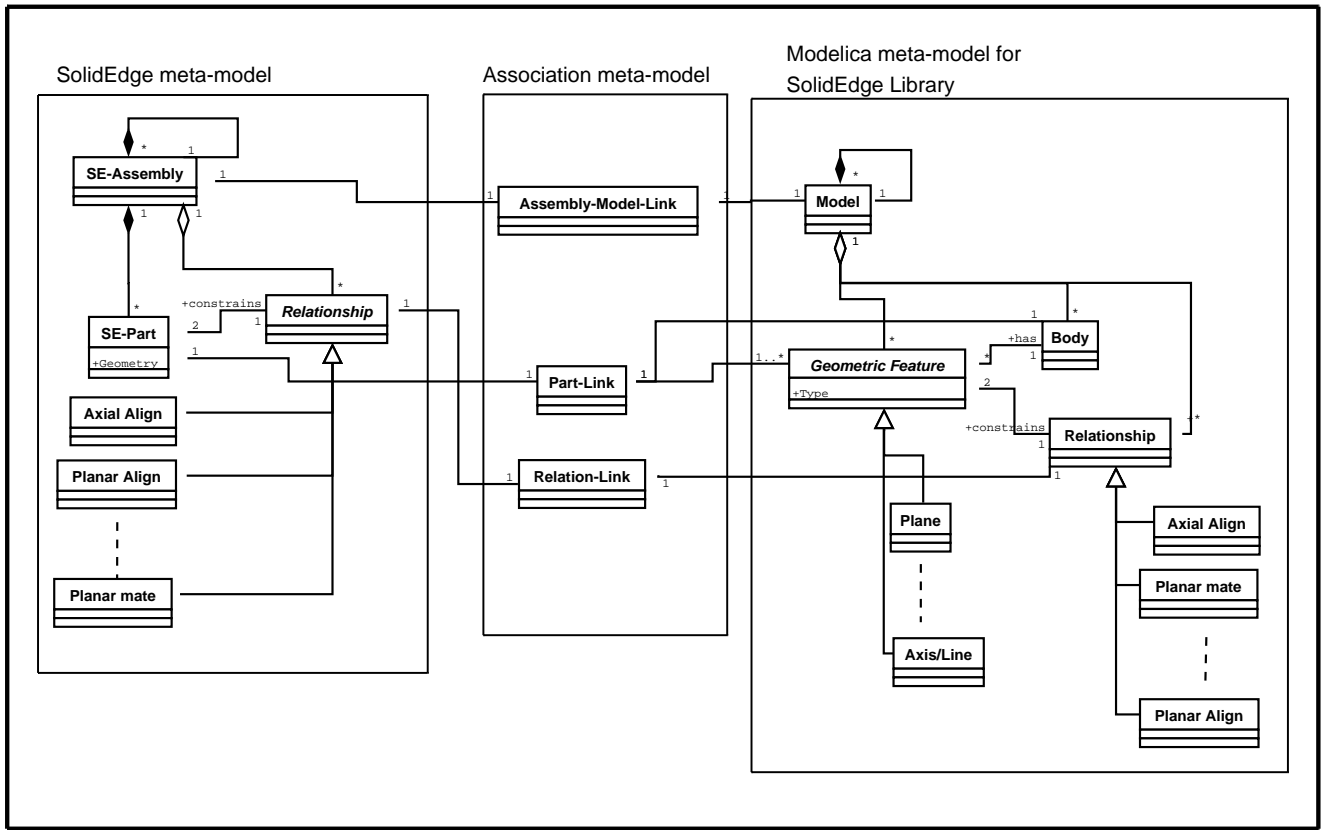 SolidEdge meta-model
Association meta-model
Modelica meta-model for
SolidEdge Library
* 1
SE-Assembly
1
1 1
*
+constrains
Relationship
2 1
1
*
SE-Part
+Geometry
1
Axial Align
Planar Align
Planar mate
1
Assembly-Model-Link
1
1
Part-Link
1
1
Relation-Link
1
*
1
Model
1
1
*
1
Body
+has
1
*
*
1..*
Geometric Feature
+Type
2
+constrains
1
Relationship
+*
1
Plane
Axis/Line
Axial Align
Planar mate
Planar Align